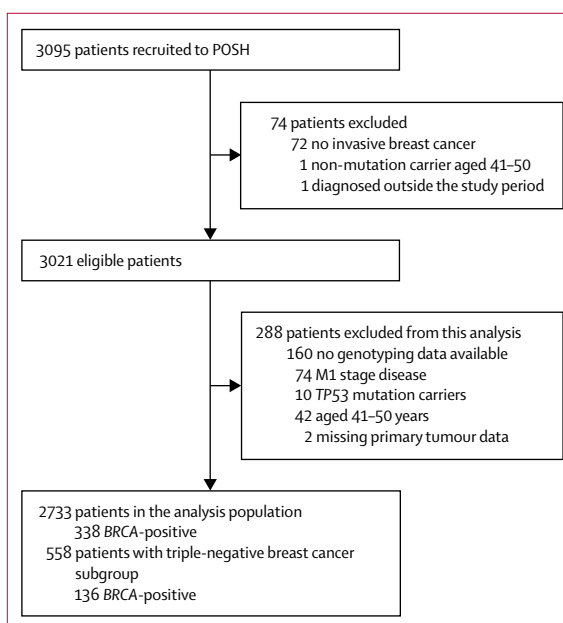 3095 patients recruited to POSH
74 patients excluded
72 no invasive breast cancer
1 non-mutation carrier aged 41–50
1 diagnosed outside the study period
3021 eligible patients
288 patients excluded from this analysis
160 no genotyping data available
74 M1 stage disease
10 TP53 mutation carriers
42 aged 41–50 years
2 missing primary tumour data
2733 patients in the analysis population
338 BRCA-positive
558 patients with triple-negative breast cancer
subgroup
136 BRCA-positive